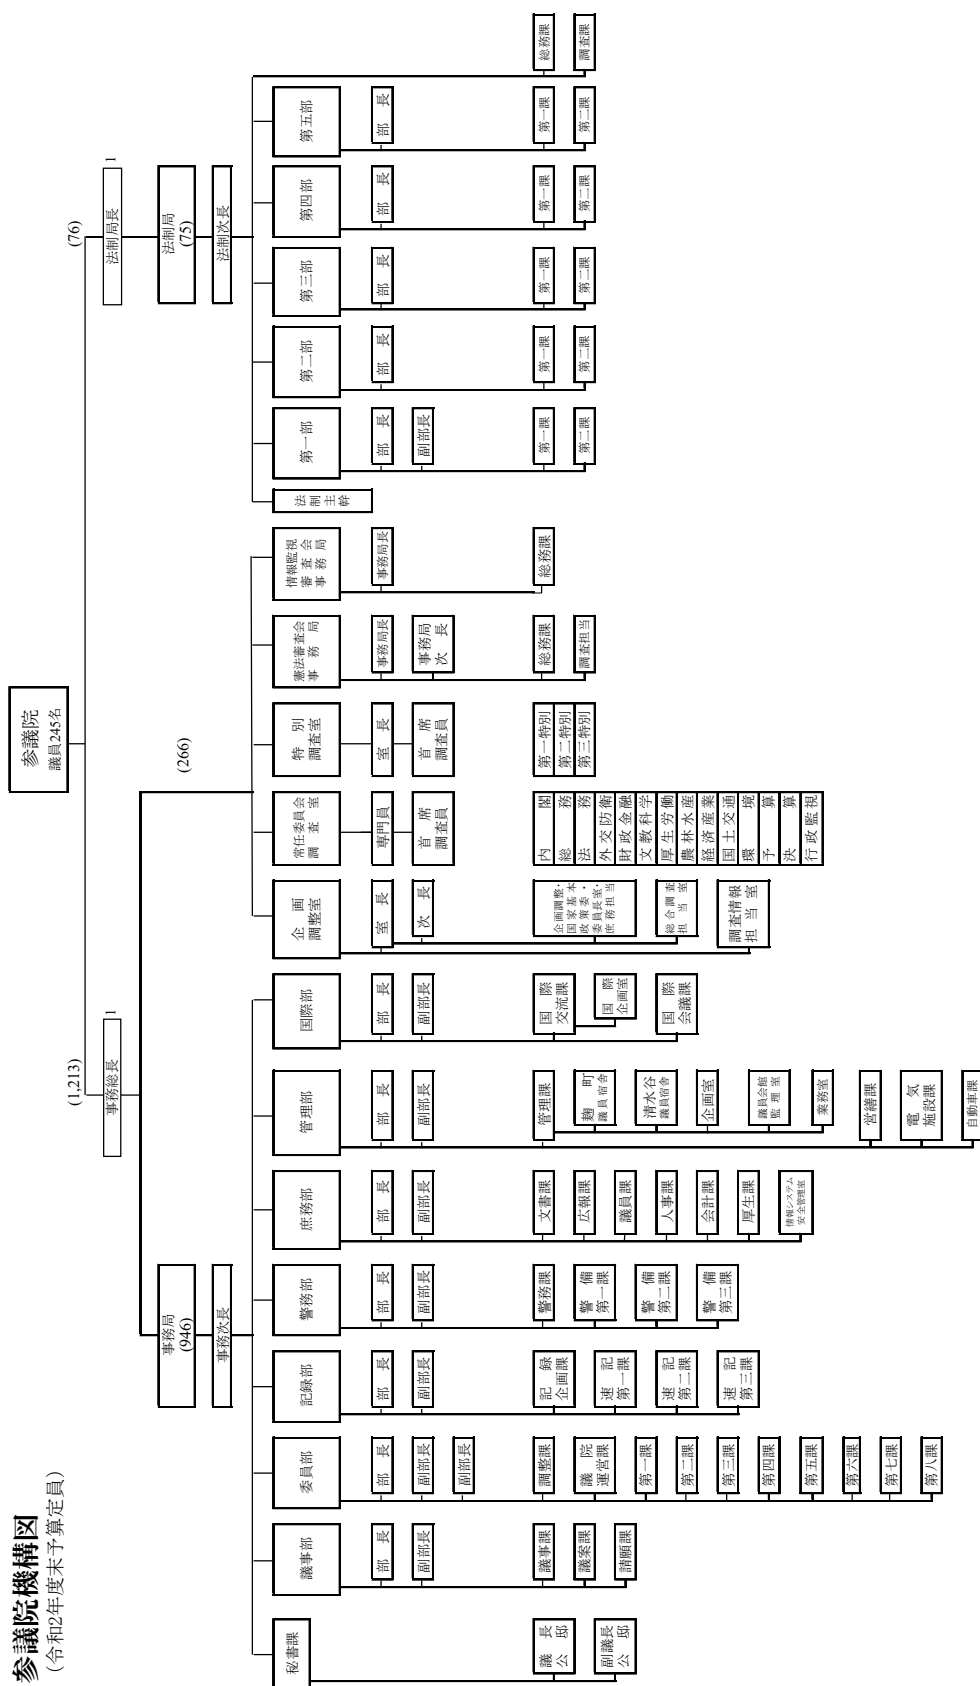 参議院機構図
(令和2年度末予算定員)
参議院
議員245名
(1,213)
事務総長
1
事務局
(946)
事務次長
秘書課
議長
公邸
副議長
公邸
議事部
部長
副部長
議事課
議案課
請願課
委員部
部長
副部長
副部長
調整課
議院
運営課
第一課
第二課
第三課
第四課
第五課
第六課
第七課
第八課
記録部
部長
副部長
記録
企画課
速記
第一課
速記
第二課
速記
第三課
警務部
部長
副部長
警務課
警備
第一課
警備
第二課
警備
第三課
庶務部
部長
副部長
文書課
広報課
議員課
人事課
会計課
厚生課
情報システム
安全管理室
管理部
部長
副部長
管理課
麹町
議員宿舎
清水谷
議員宿舎
企画室
議員会館
監理室
業務室
営繕課
電気
施設課
自動車課
国際部
部長
副部長
国際
交流課
国際
企画室
国際
会議課
(266)
企画
調整室
室長
次長
企画調整・
国家基本
政策委・
委員長室・
庶務担当
総合調査
担当室
調査情報
担当室
常任委員会
調査室
専門員
首席
調査員
内閣
総務
法務
外交防衛
財政金融
文教科学
厚生労働
農林水産
経済産業
国土交通
環境
予算
決算
行政監視
特別
調査室
室長
首席
調査員
第一特別
第二特別
第三特別
憲法審査会
事務局
事務局長
事務局
次長
総務課
調査担当
情報監視
審査会
事務局
事務局長
総務課
(76)
法制局長
1
法制局
(75)
法制次長
法制
主幹
第一部
部長
副部長
第一課
第二課
第二部
部長
第一課
第二課
第三部
部長
第一課
第二課
第四部
部長
第一課
第二課
第五部
部長
第一課
第二課
総務課
調査課